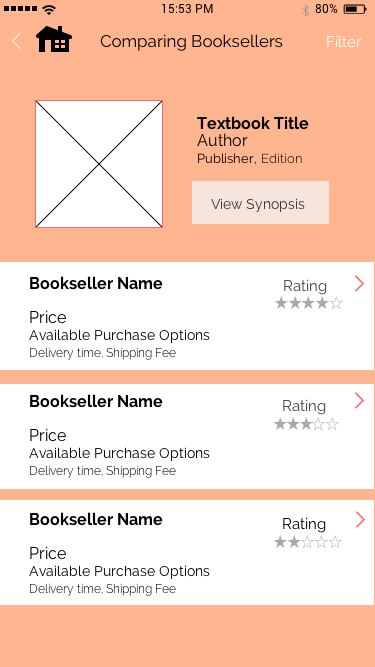 15:53 PM 80%
Comparing Booksellers Filter
Textbook Title
Author
Publisher, Edition
View Synopsis
Bookseller Name
Rating
Price
Available Purchase Options
Delivery time, Shipping Fee
Bookseller Name
Rating
Price
Available Purchase Options
Delivery time, Shipping Fee
Bookseller Name
Rating
Price
Available Purchase Options
Delivery time, Shipping Fee